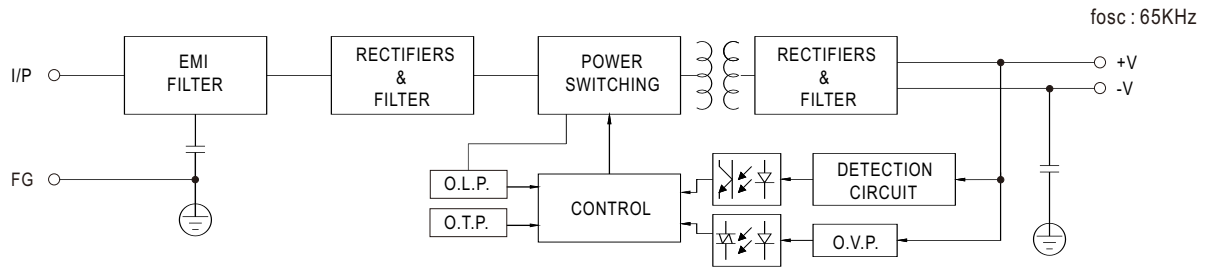 fosc : 65KHz
I/P
EMI
FILTER
RECTIFIERS
&
FILTER
POWER
SWITCHING
RECTIFIERS
&
FILTER
+V
-V
FG
O.L.P.
O.T.P.
CONTROL
DETECTION
CIRCUIT
O.V.P.